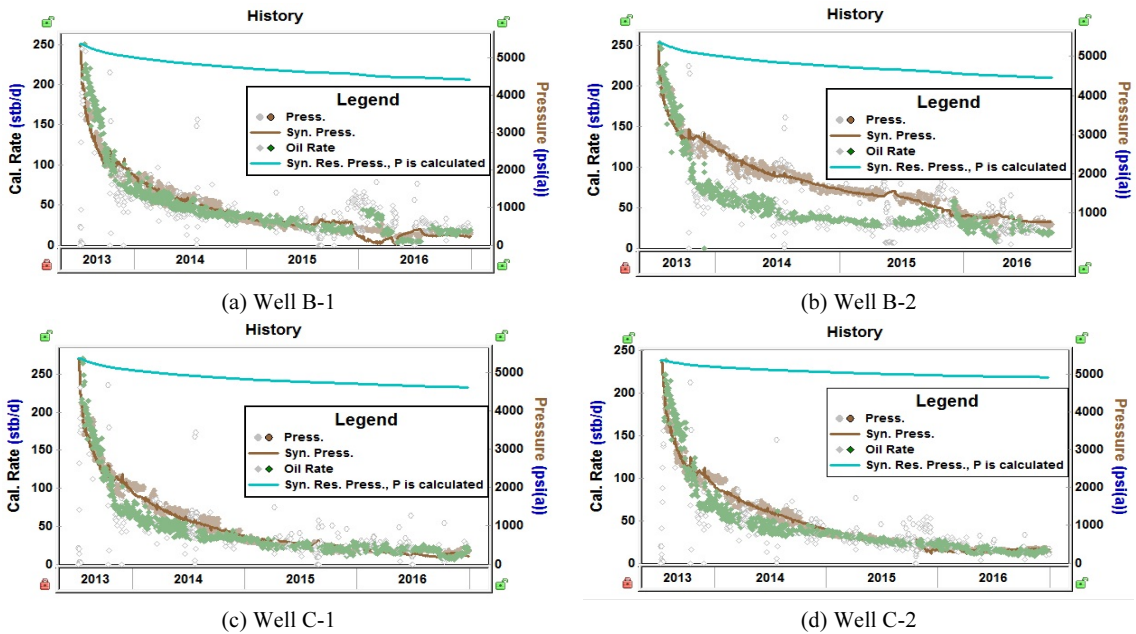 History
250
200
150
100
50
0
5000
4000
3000
2000
1000
0
Cal. Rate (stb/d)
Pressure (psi(a))
Legend
Press.
Syn. Press.
Oil Rate
Syn. Res. Press., P is calculated
2013 2014 2015 2016
(a) Well B-1
History
250
200
150
100
50
0
5000
4000
3000
2000
1000
0
Cal. Rate (stb/d)
Pressure (psi(a))
Legend
Press.
Syn. Press.
Oil Rate
Syn. Res. Press., P is calculated
2013 2014 2015 2016
(b) Well B-2
History
250
200
150
100
50
0
5000
4000
3000
2000
1000
0
Cal. Rate (stb/d)
Pressure (psi(a))
Legend
Press.
Syn. Press.
Oil Rate
Syn. Res. Press., P is calculated
2013 2014 2015 2016
(c) Well C-1
History
250
200
150
100
50
0
5000
4000
3000
2000
1000
0
Cal. Rate (stb/d)
Pressure (psi(a))
Legend
Press.
Syn. Press.
Oil Rate
Syn. Res. Press., P is calculated
2013 2014 2015 2016
(d) Well C-2